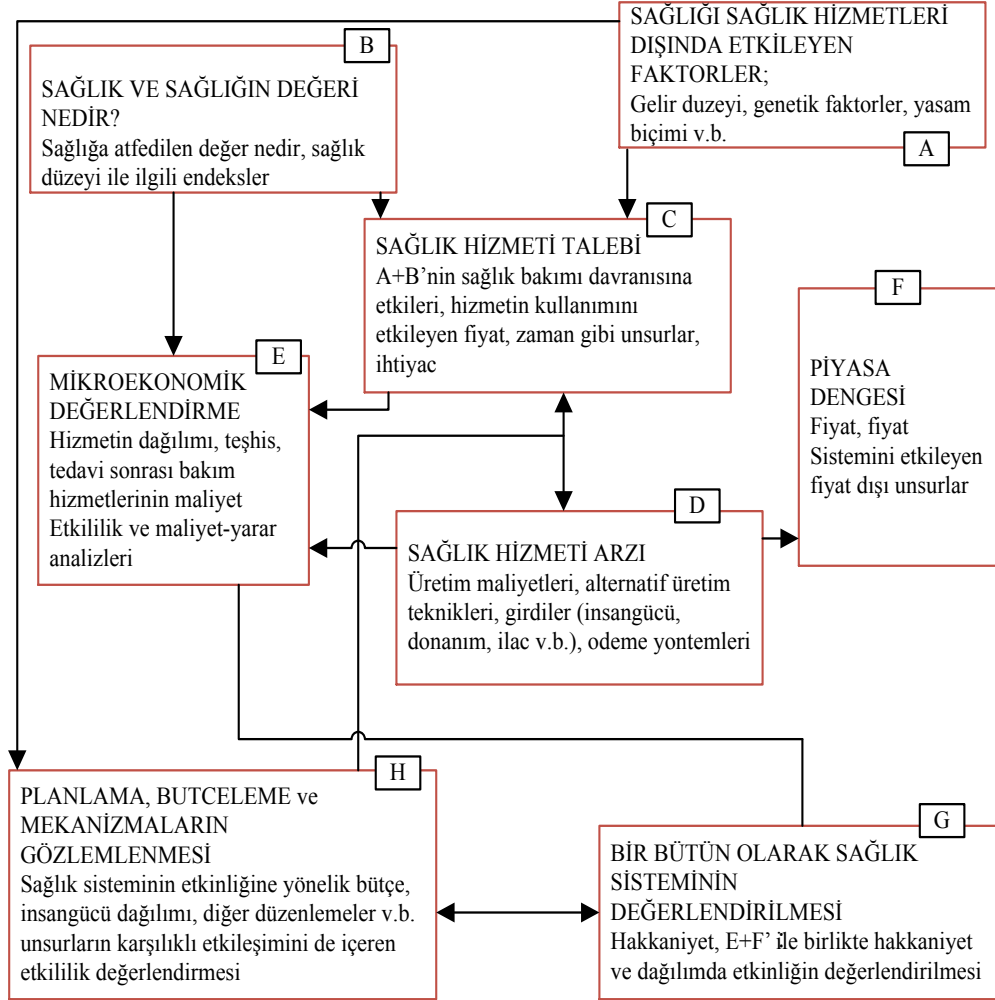 SAĞLIĞI SAĞLIK HİZMETLERİ
DIŞINDA ETKİLEYEN
FAKTORLER;
Gelir duzeyi, genetik faktorler, yasam
biçimi v.b.
A
B
SAĞLIK VE SAĞLIĞIN DEĞERİ
NEDİR?
Sağlığa atfedilen değer nedir, sağlık
düzeyi ile ilgili endeksler
C
SAĞLIK HİZMETİ TALEBİ
A+B’nin sağlık bakımı davranısına
etkileri, hizmetin kullanımını
etkileyen fiyat, zaman gibi unsurlar,
ihtiyac
F
PİYASA
DENGESİ
Fiyat, fiyat
Sistemini etkileyen
fiyat dışı unsurlar
E
MİKROEKONOMİK
DEĞERLENDİRME
Hizmetin dağılımı, teşhis,
tedavi sonrası bakım
hizmetlerinin maliyet
Etkililik ve maliyet-yarar
analizleri
D
SAĞLIK HİZMETİ ARZI
Üretim maliyetleri, alternatif üretim
teknikleri, girdiler (insangücü,
donanım, ilac v.b.), odeme yontemleri
H
PLANLAMA, BUTCELEME ve
MEKANİZMALARIN
GÖZLEMLENMESİ
Sağlık sisteminin etkinliğine yönelik bütçe,
insangücü dağılımı, diğer düzenlemeler v.b.
unsurların karşılıklı etkileşimini de içeren
etkililik değerlendirmesi
G
BİR BÜTÜN OLARAK SAĞLIK
SİSTEMİNİN
DEĞERLENDİRİLMESİ
Hakkaniyet, E+F’ ile birlikte hakkaniyet
ve dağılımda etkinliğin değerlendirilmesi